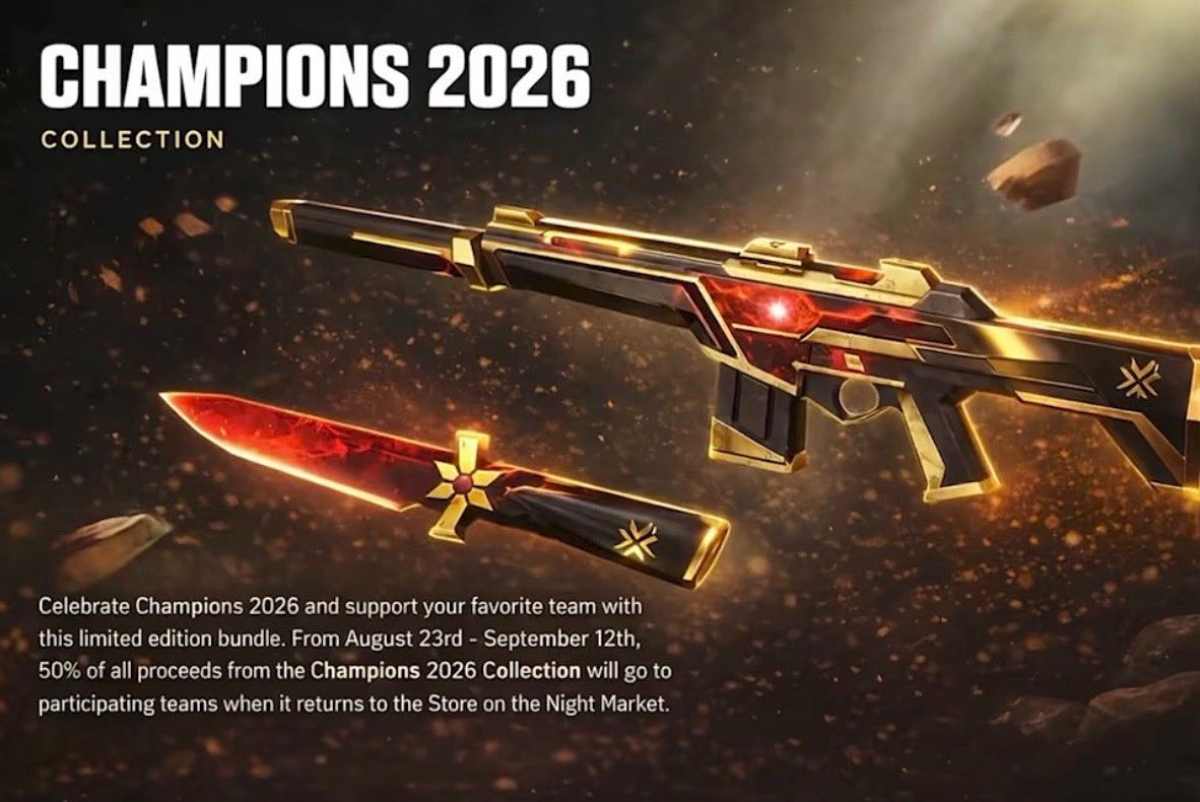 CHAMPIONS 2026
COLLECTION
Celebrate Champions 2026 and support your favorite team with
this limited edition bundle. From August 23rd - September 12th,
50% of all proceeds from the Champions 2026 Collection will go to
participating teams when it returns to the Store on the Night Market.